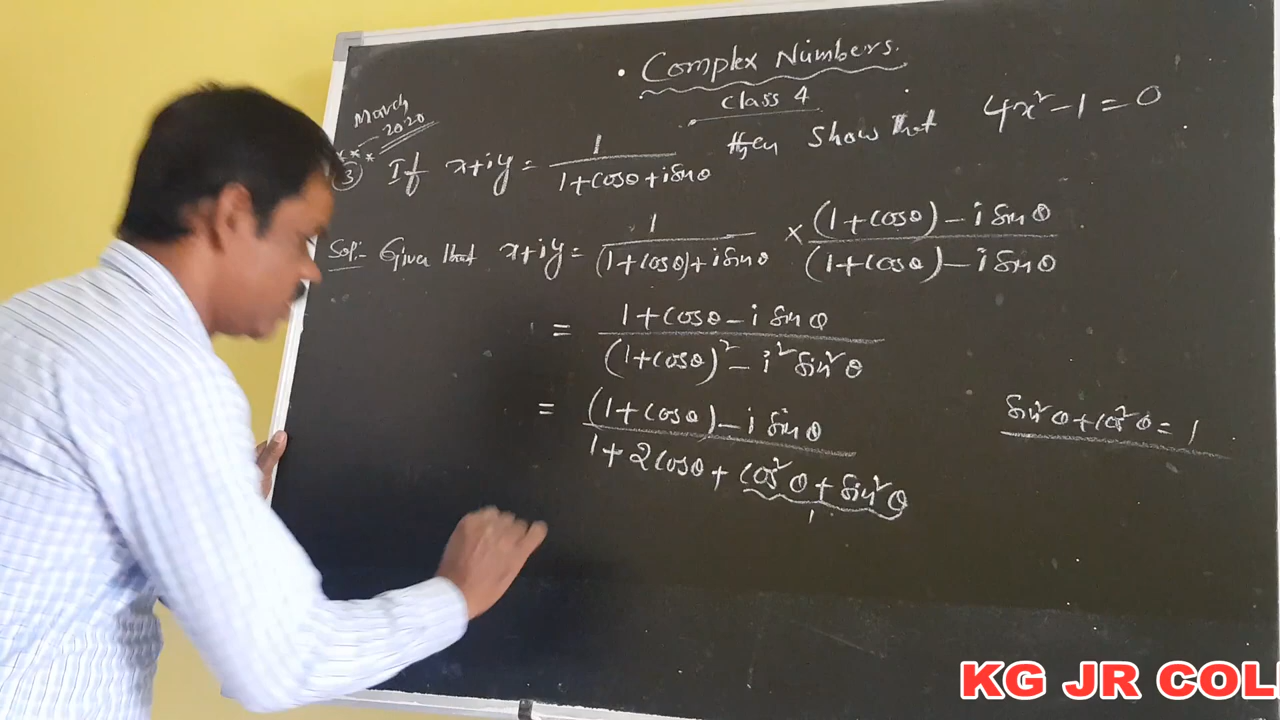 • Complex Numbers.
class 4
March
2020
***
③ If x+iy = 1/(1+cosθ+isinθ) then show that 4x²-1=0
Sol:- Given that x+iy = 1/((1+cosθ)+isinθ) × ((1+cosθ)-isinθ)/((1+cosθ)-isinθ)
= (1+cosθ-isinθ)/((1+cosθ)²-i²sin²θ)
= ((1+cosθ)-isinθ)/(1+2cosθ+cos²θ+sin²θ)
1
sin²θ+cos²θ=1
KG JR COL